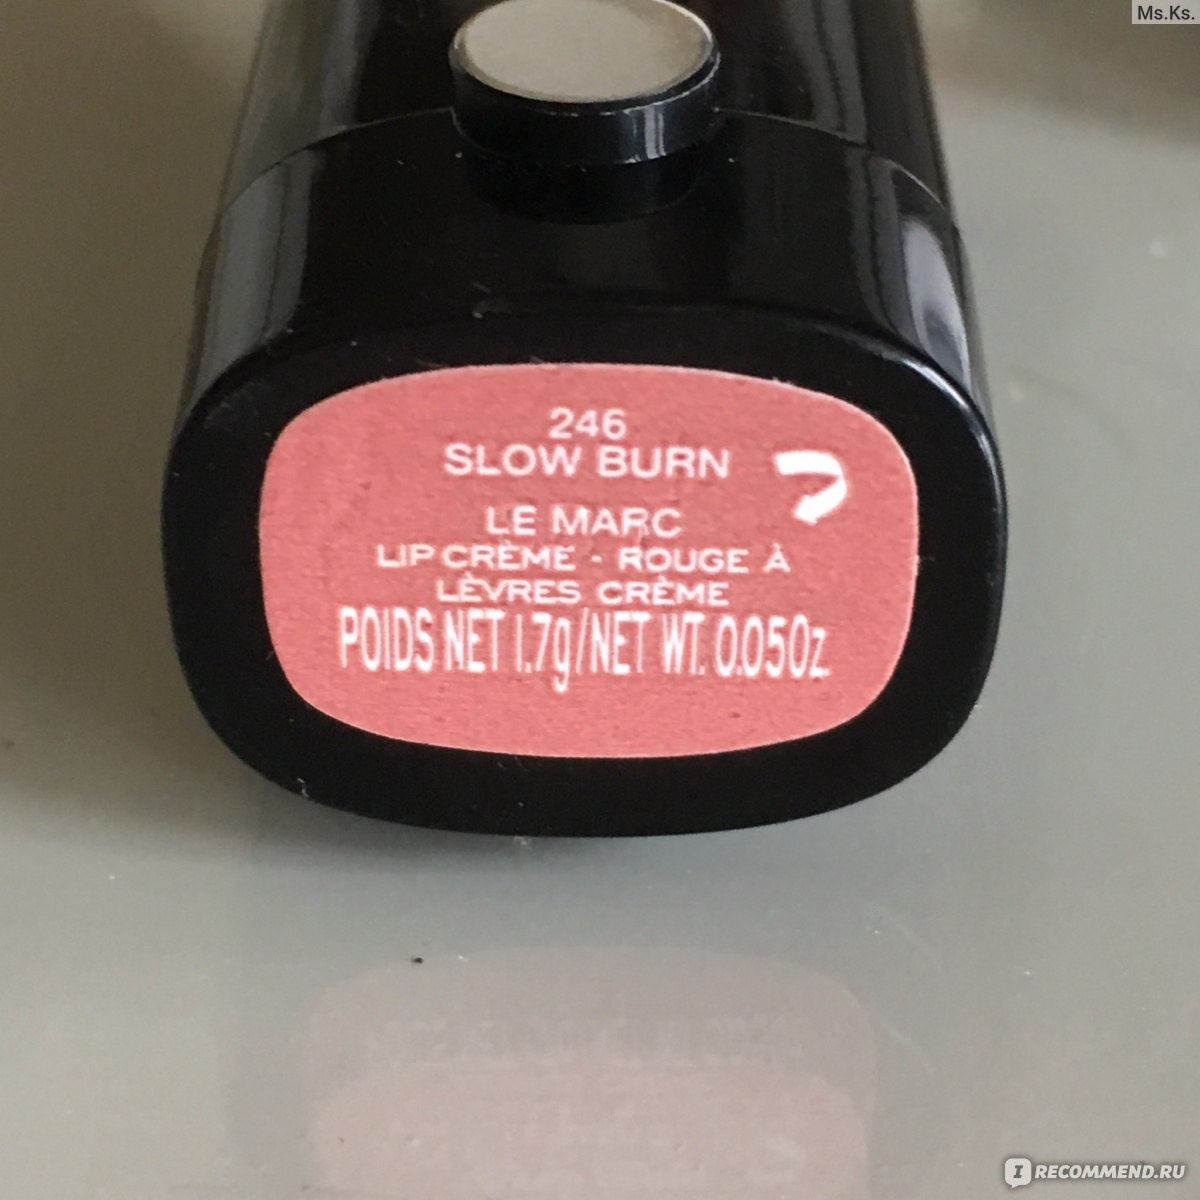 Ms.Ks.
246
SLOW BURN
LE MARC
LIP CRÈME - ROUGE À
LÈVRES CRÈME
POIDS NET 1.7g/NET WT. 0.05Oz.
IRECOMMEND.RU